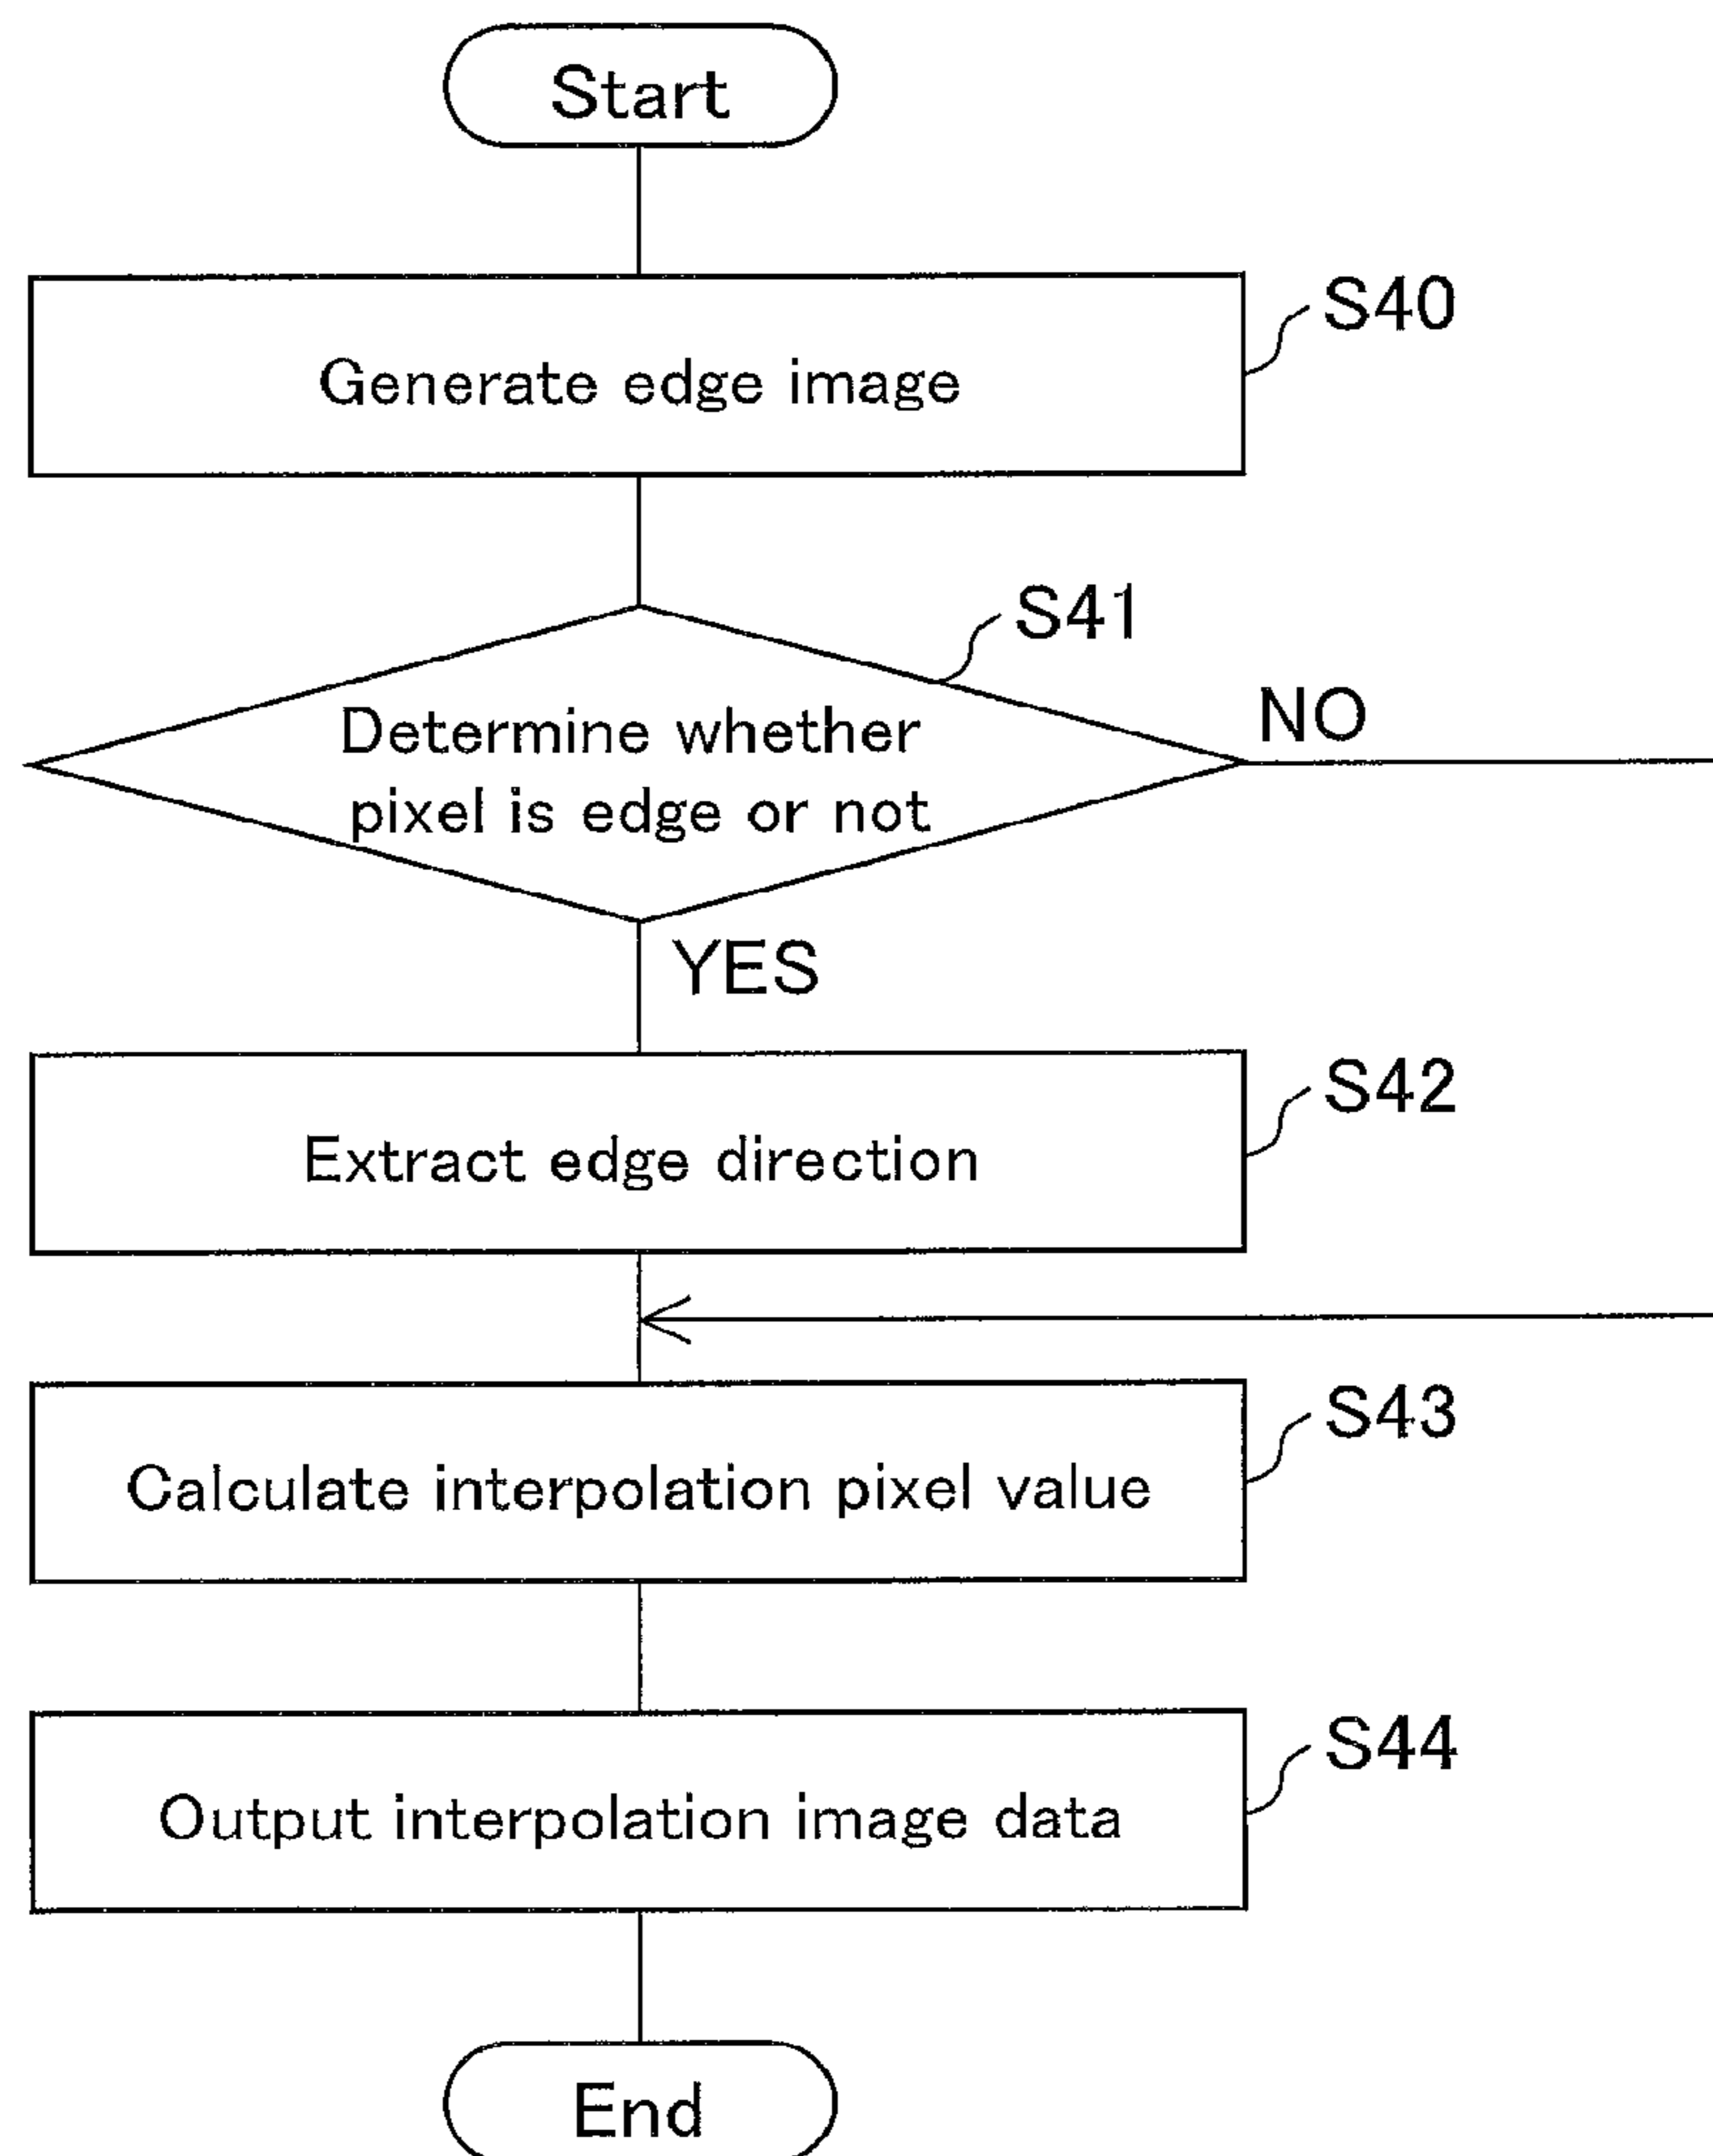 Start
S40
Generate edge image
S41
Determine whether
pixel is edge or not
NO
YES
S42
Extract edge direction
S43
Calculate interpolation pixel value
S44
Output interpolation image data
End